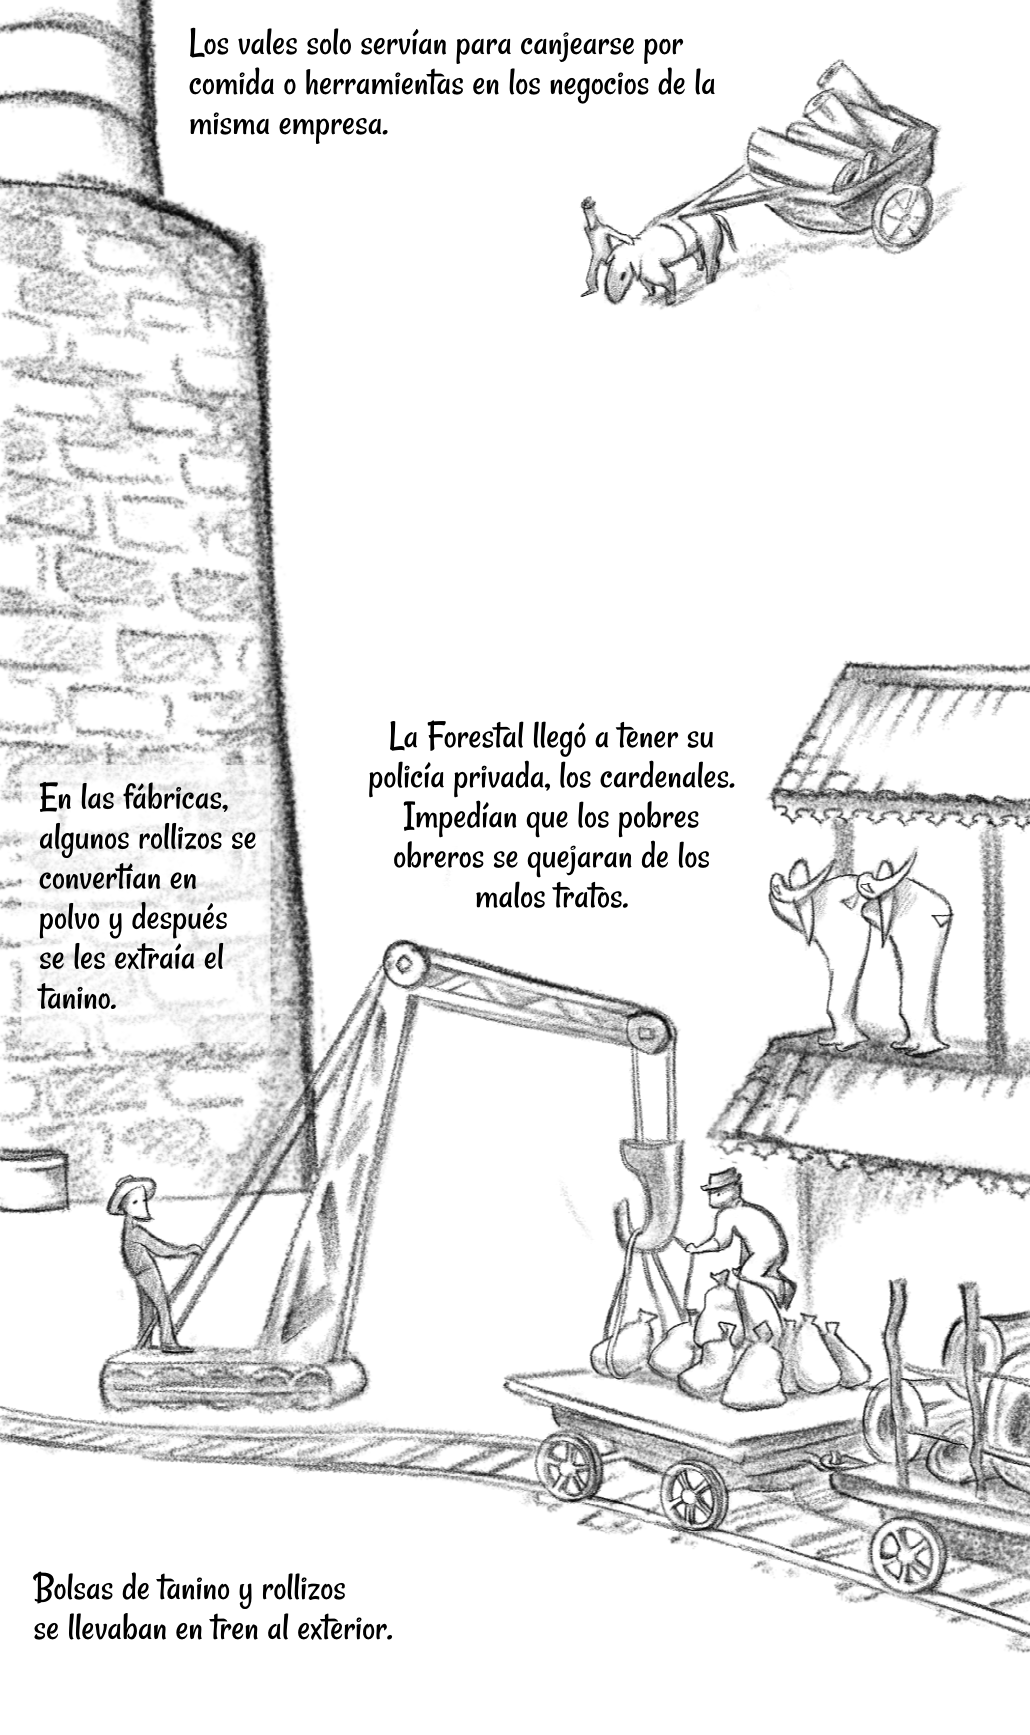 Los vales solo servían para canjearse por
comida o herramientas en los negocios de la
misma empresa.
La Forestal llegó a tener su
policía privada, los cardenales.
Impedían que los pobres
obreros se quejaran de los
malos tratos.
En las fábricas,
algunos rollizos se
convertían en
polvo y después
se les extraía el
tanino.
Bolsas de tanino y rollizos
se llevaban en tren al exterior.